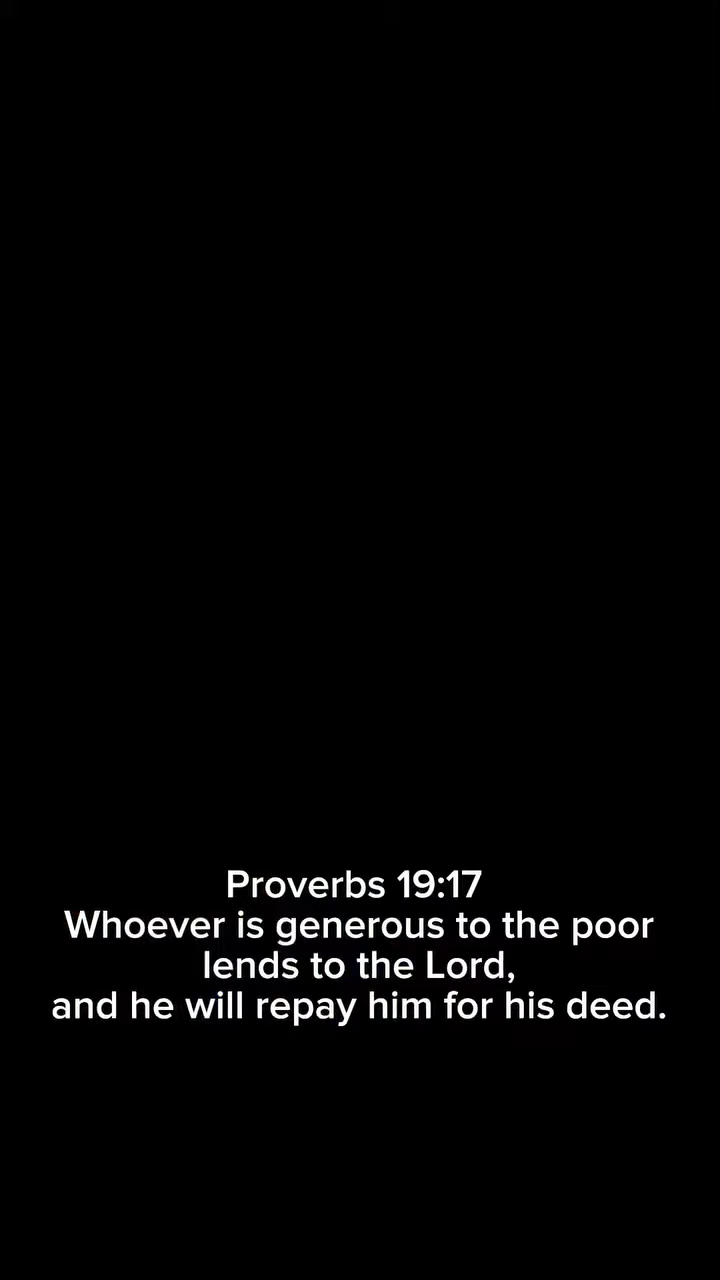 Proverbs 19:17
Whoever is generous to the poor
lends to the Lord,
and he will repay him for his deed.